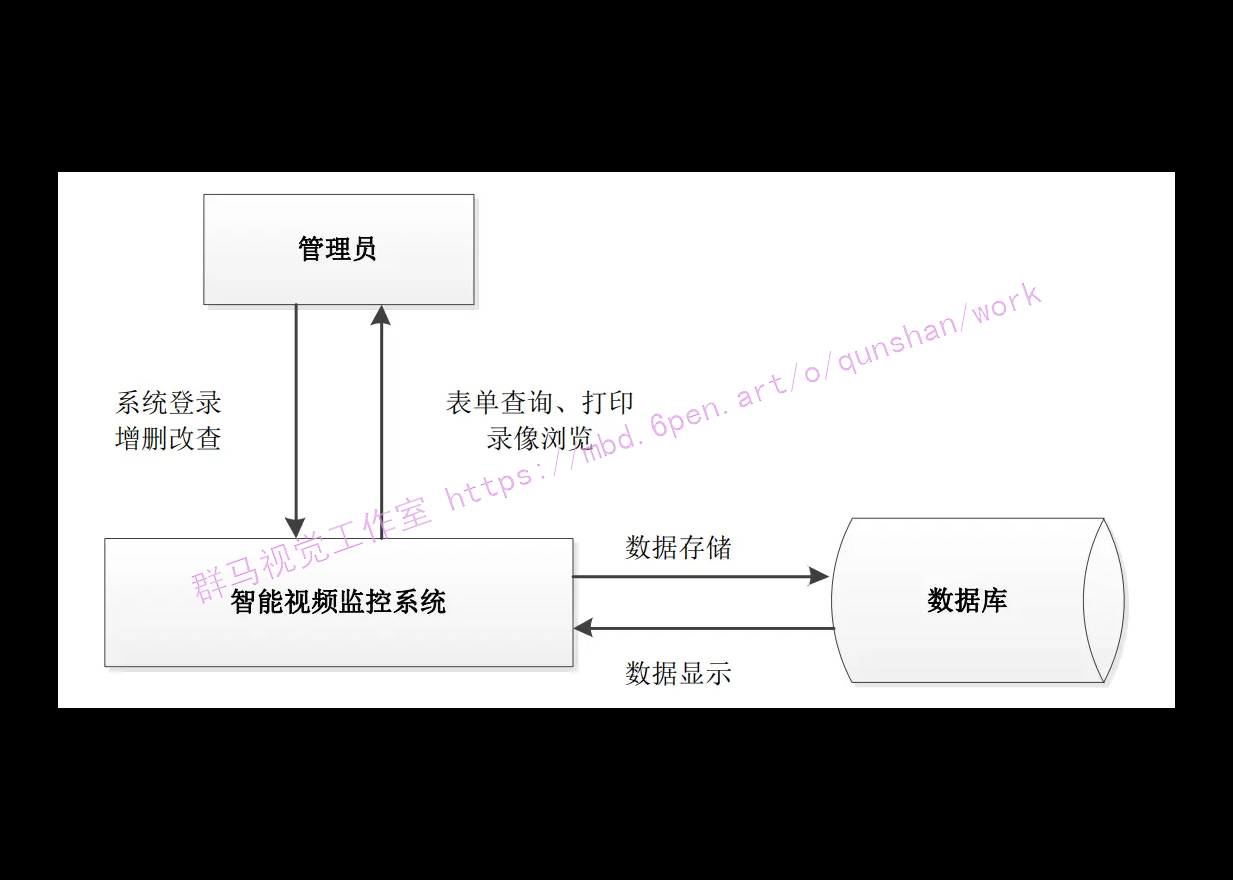 管理员
系统登录
增删改查
表单查询、打印
录像浏览
群马视觉工作室 https://mbd.6pen.art/o/qunshan/work
数据存储
智能视频监控系统
数据库
数据显示